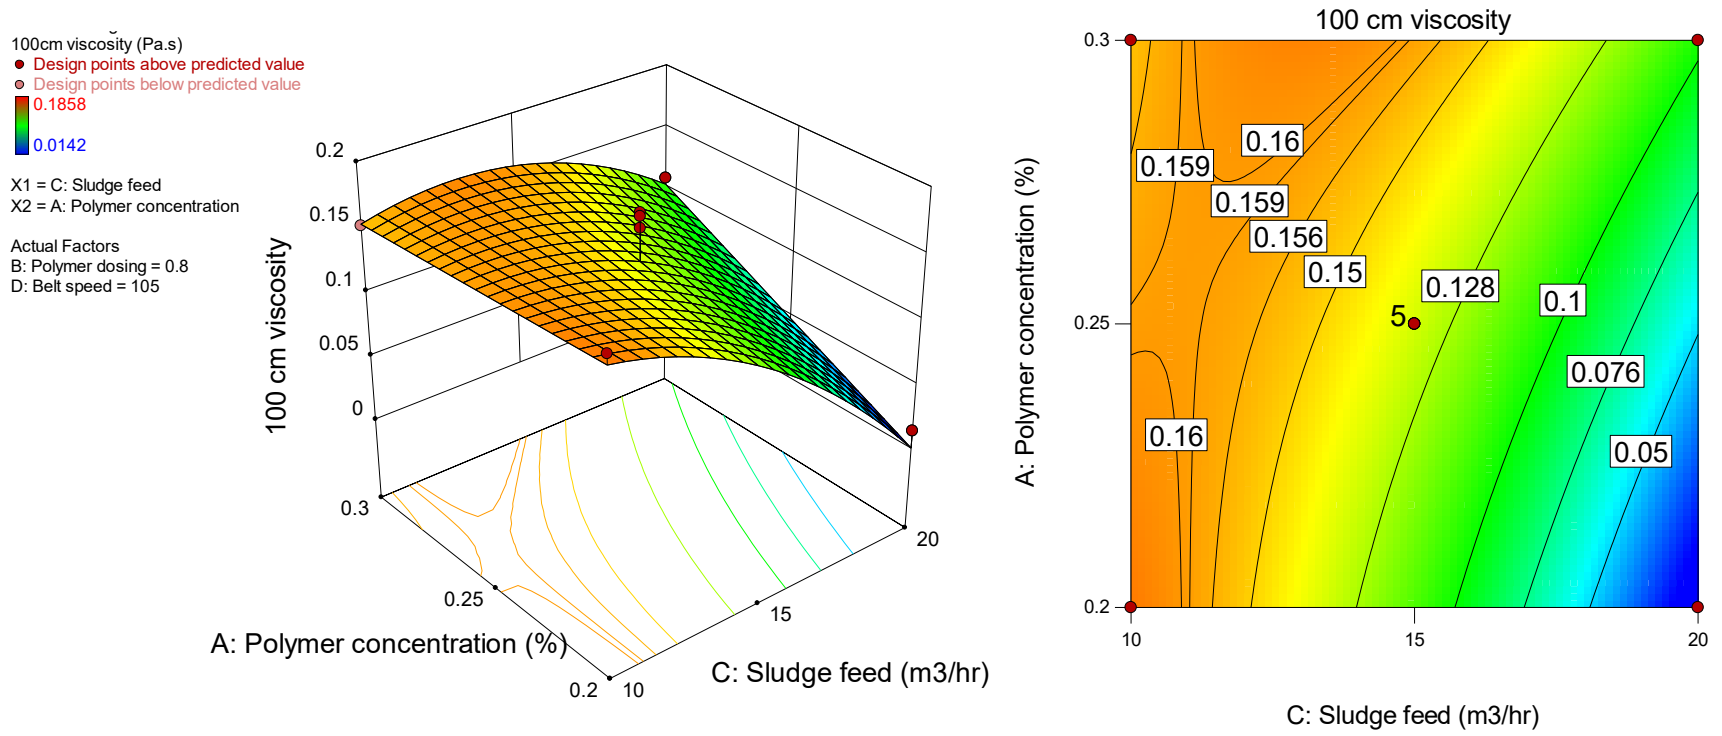 100cm viscosity (Pa.s)
Design points above predicted value
Design points below predicted value
0.1858
0.0142
X1 = C: Sludge feed
X2 = A: Polymer concentration
Actual Factors
B: Polymer dosing = 0.8
D: Belt speed = 105
100 cm viscosity
0.2
0.15
0.1
0.05
0
0.3
0.25
0.2
A: Polymer concentration (%)
10
15
20
C: Sludge feed (m3/hr)
100 cm viscosity
A: Polymer concentration (%)
0.3
0.25
0.2
0.16
0.159
0.159
0.156
0.15
0.128
0.1
5
0.076
0.16
0.05
10
15
20
C: Sludge feed (m3/hr)